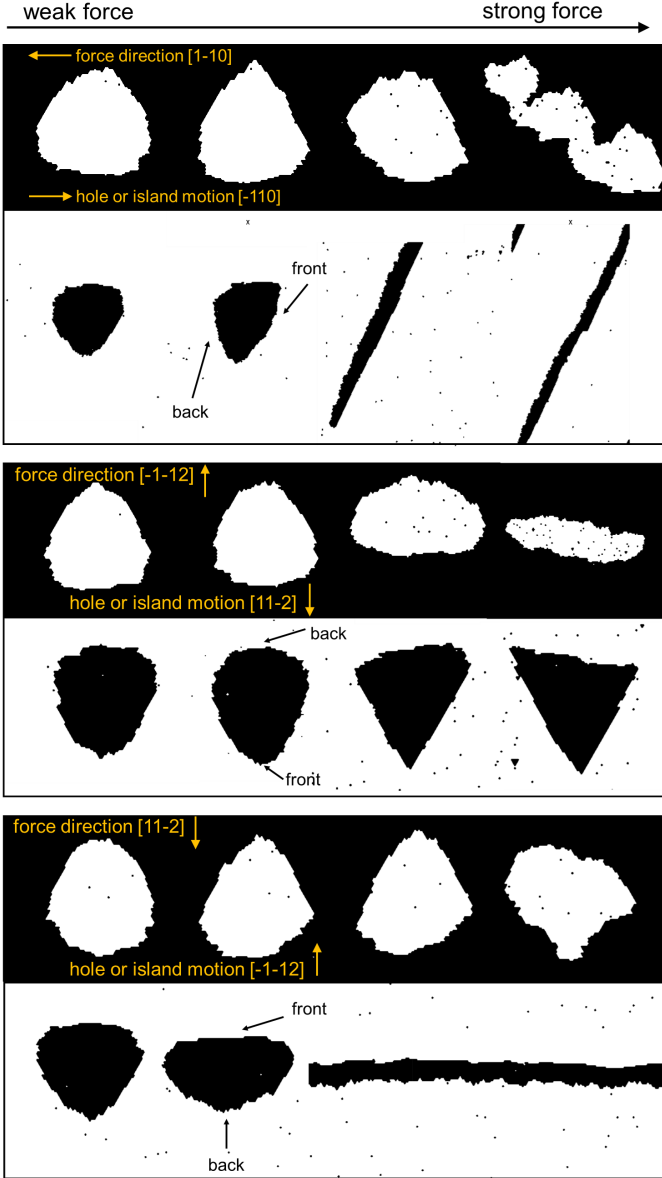 weak force strong force
force direction [1-10]
hole or island motion [-110]
x x
front
back
force direction [-1-12]
hole or island motion [11-2]
back
front
force direction [11-2]
hole or island motion [-1-12]
front
back